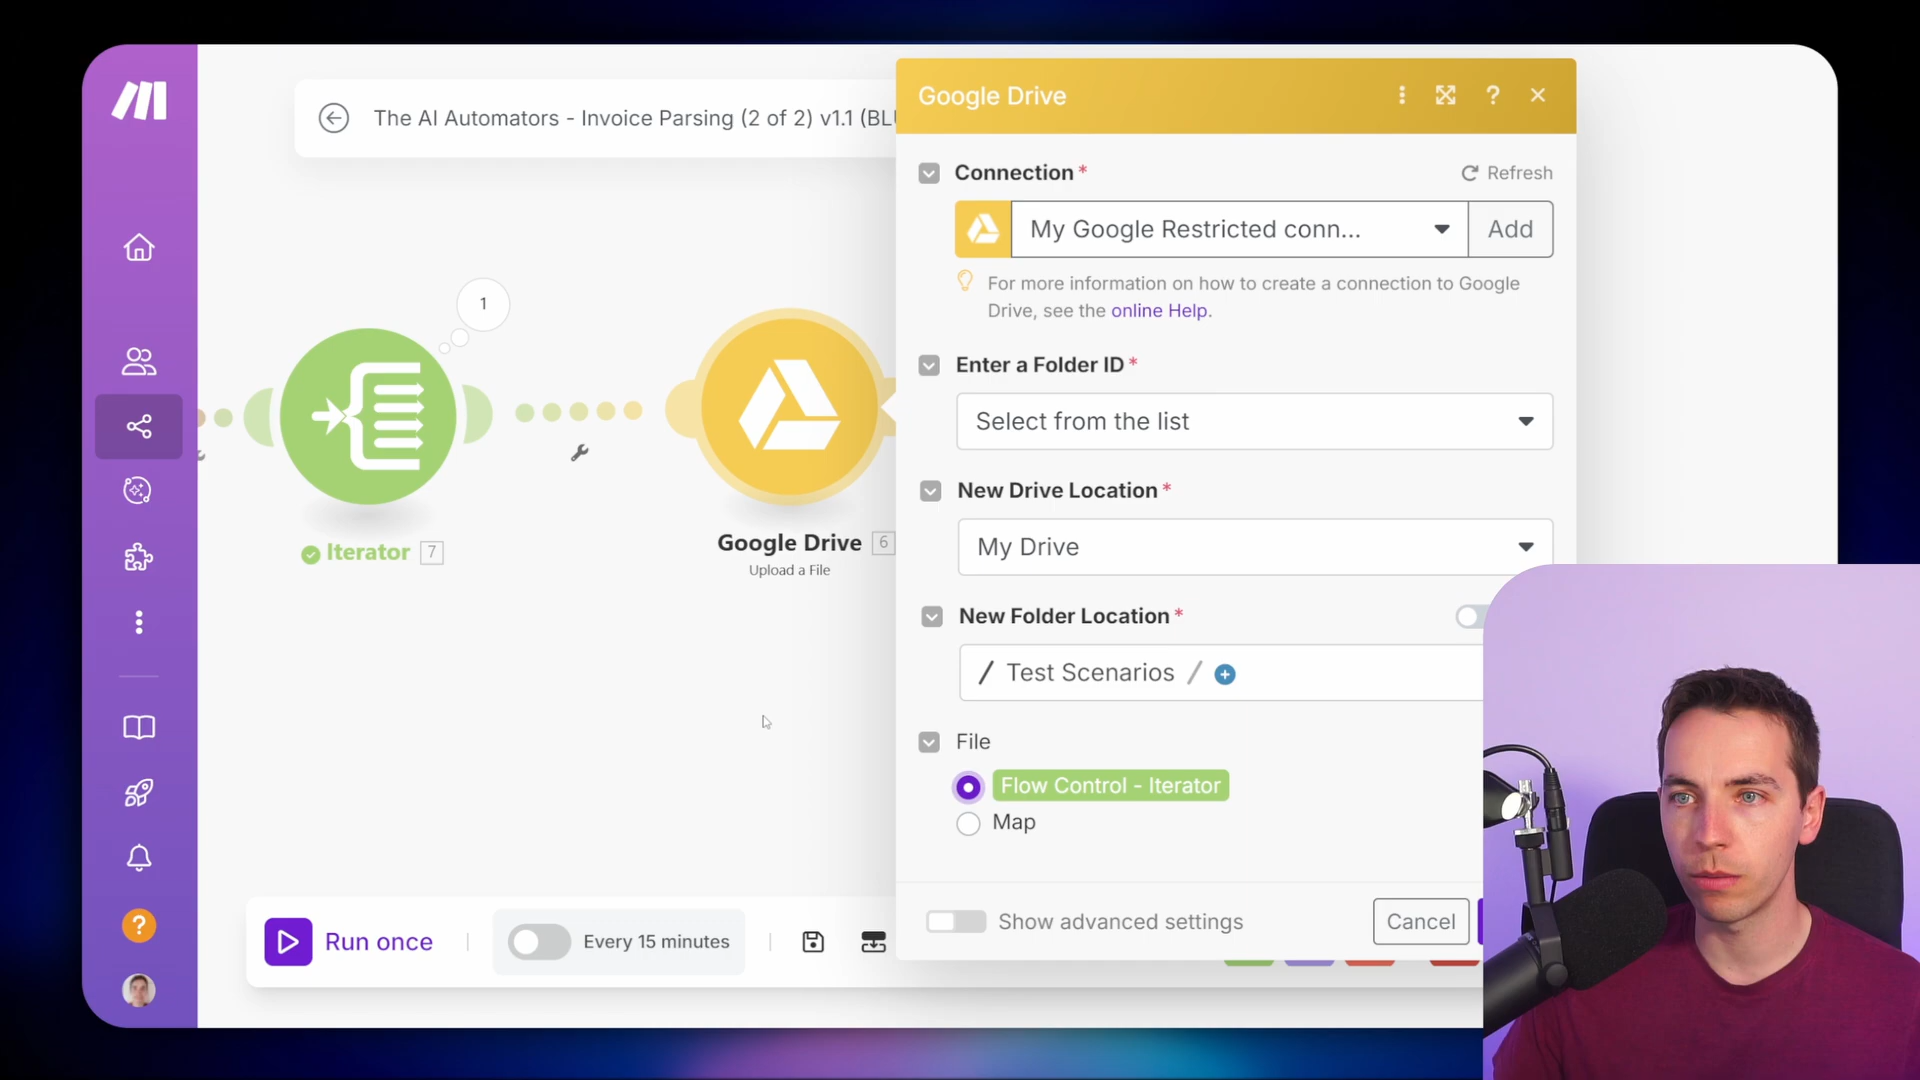 The AI Automators - Invoice Parsing (2 of 2) v1.1 (BLU
Google Drive
?
Connection *
Refresh
My Google Restricted conn...
Add
For more information on how to create a connection to Google
Drive, see the online Help.
Enter a Folder ID *
Select from the list
New Drive Location *
My Drive
New Folder Location *
/ Test Scenarios /
File
Flow Control - Iterator
Map
Show advanced settings
Cancel
1
Iterator 7
Google Drive 6
Upload a File
?
Run once
Every 15 minutes